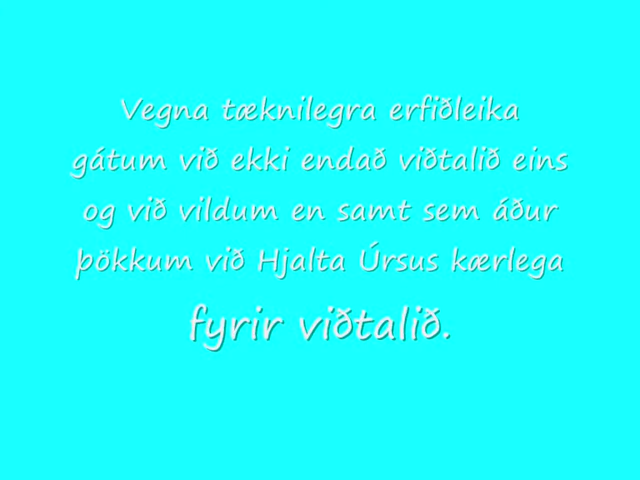 Vegna tæknilegra erfiðleika
gátum við ekki endað viðtalið eins
og við vildum en samt sem áður
þökkum við Hjalta Úrsus kærlega
fyrir viðtalið.